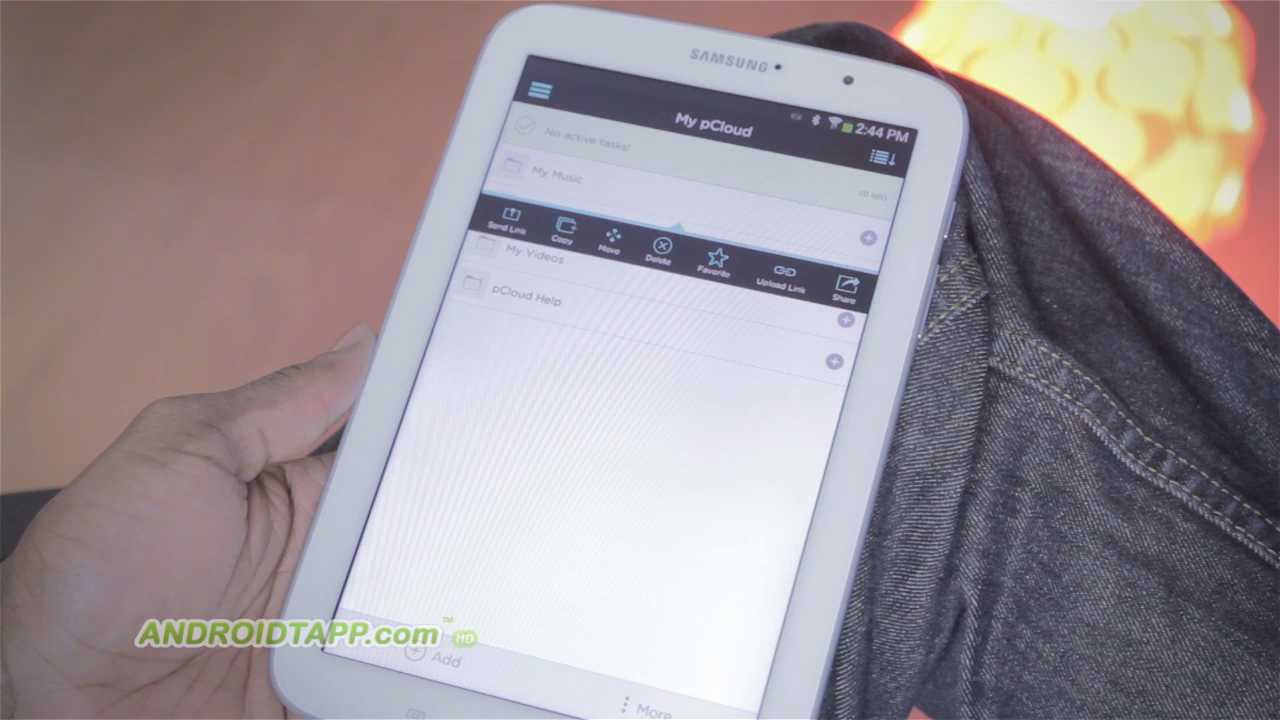 SAMSUNG
2:44 PM
My pCloud
No active tasks!
My Music
Send Link
Copy
Move
Delete
Favorite
Upload Link
Share
My Videos
pCloud Help
ANDROIDTAPP.com™ HD
Add
More